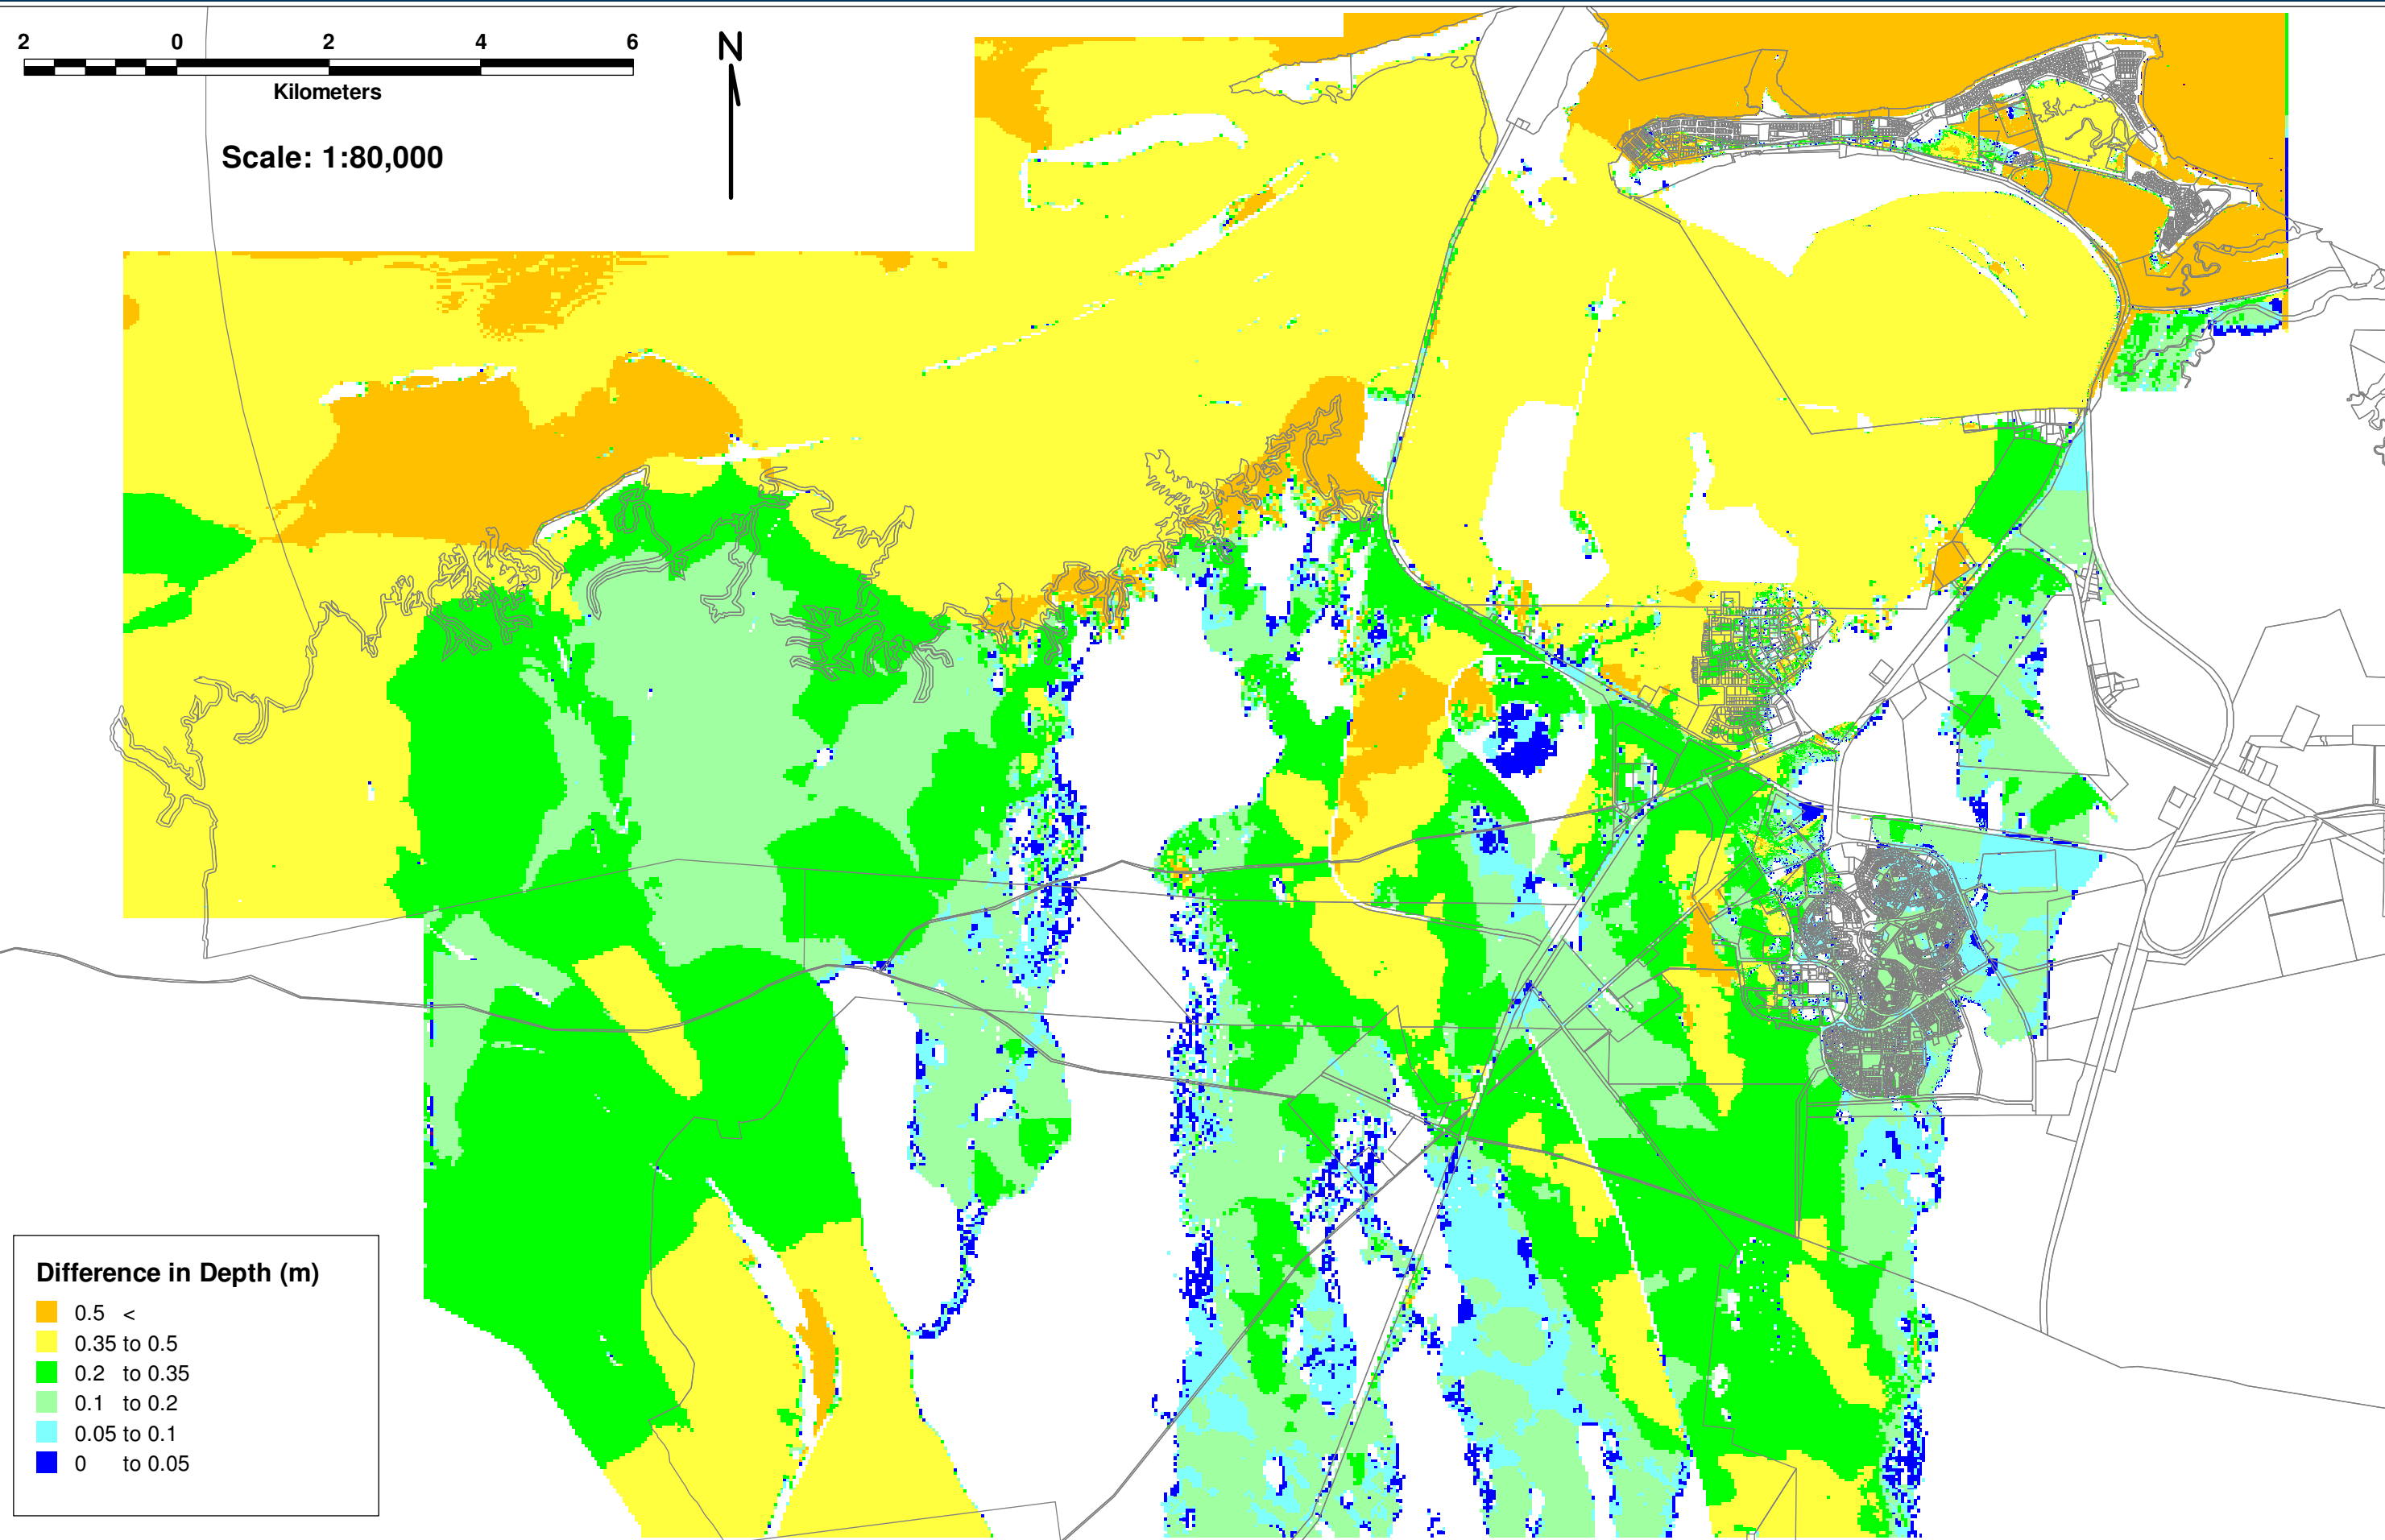 2 0 2 4 6
Kilometers
Scale: 1:80,000
N
Difference in Depth (m)
0.5 <
0.35 to 0.5
0.2 to 0.35
0.1 to 0.2
0.05 to 0.1
0 to 0.05